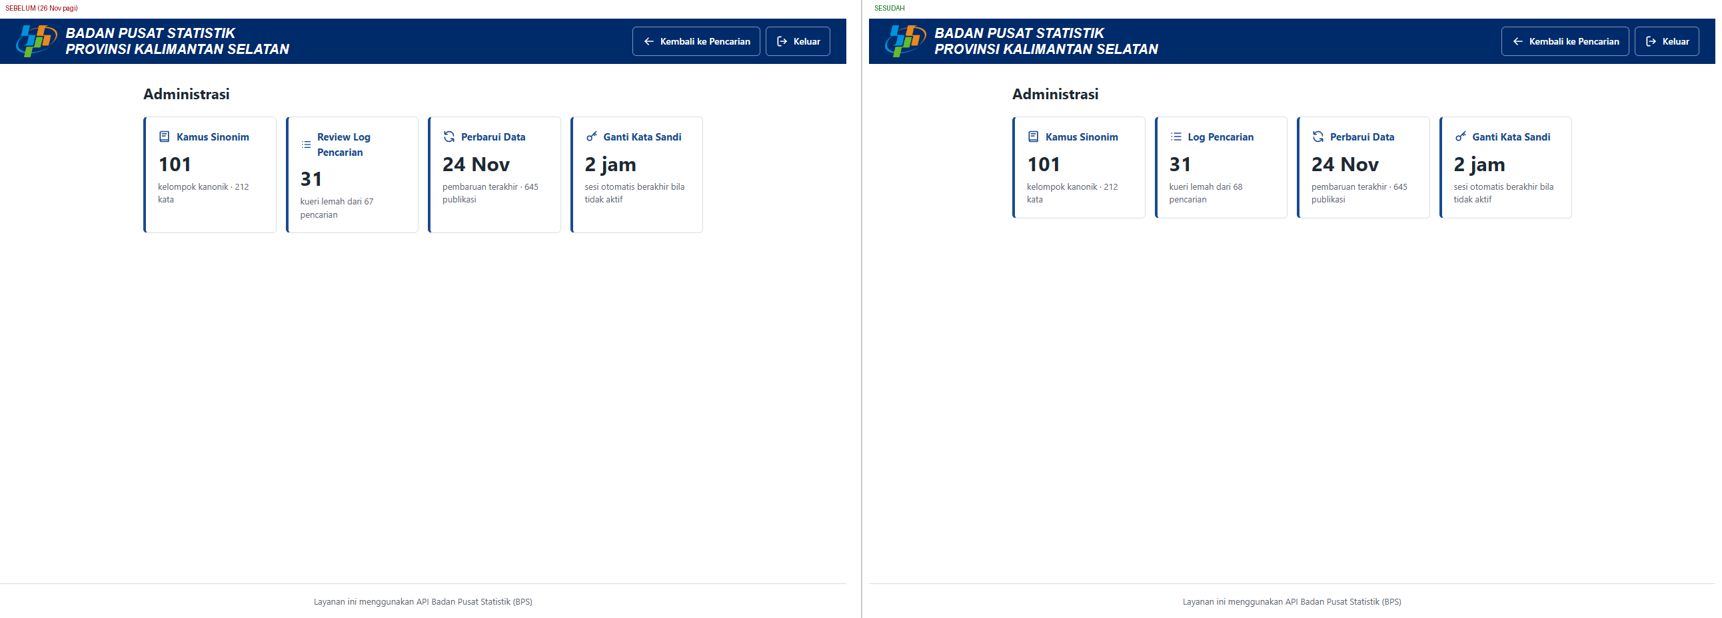 SEBELUM (26 Nov pagi)
BADAN PUSAT STATISTIK
PROVINSI KALIMANTAN SELATAN
Kembali ke Pencarian
Keluar
Administrasi
Kamus Sinonim
101
kelompok kanonik · 212
kata
Review Log
Pencarian
31
kueri lemah dari 67
pencarian
Perbarui Data
24 Nov
pembaruan terakhir · 645
publikasi
Ganti Kata Sandi
2 jam
sesi otomatis berakhir bila
tidak aktif
Layanan ini menggunakan API Badan Pusat Statistik (BPS)
SESUDAH
BADAN PUSAT STATISTIK
PROVINSI KALIMANTAN SELATAN
Kembali ke Pencarian
Keluar
Administrasi
Kamus Sinonim
101
kelompok kanonik · 212
kata
Log Pencarian
31
kueri lemah dari 68
pencarian
Perbarui Data
24 Nov
pembaruan terakhir · 645
publikasi
Ganti Kata Sandi
2 jam
sesi otomatis berakhir bila
tidak aktif
Layanan ini menggunakan API Badan Pusat Statistik (BPS)